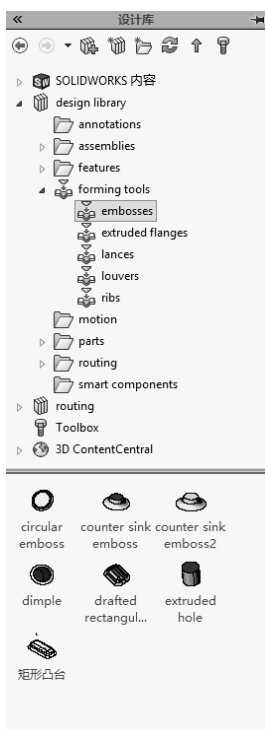 设计库
SOLIDWORKS 内容
design library
annotations
assemblies
features
forming tools
embosses
extruded flanges
lances
louvers
ribs
motion
parts
routing
smart components
routing
Toolbox
3D ContentCentral
circular emboss
counter sink emboss
counter sink emboss2
dimple
drafted rectangul...
extruded hole
矩形凸台